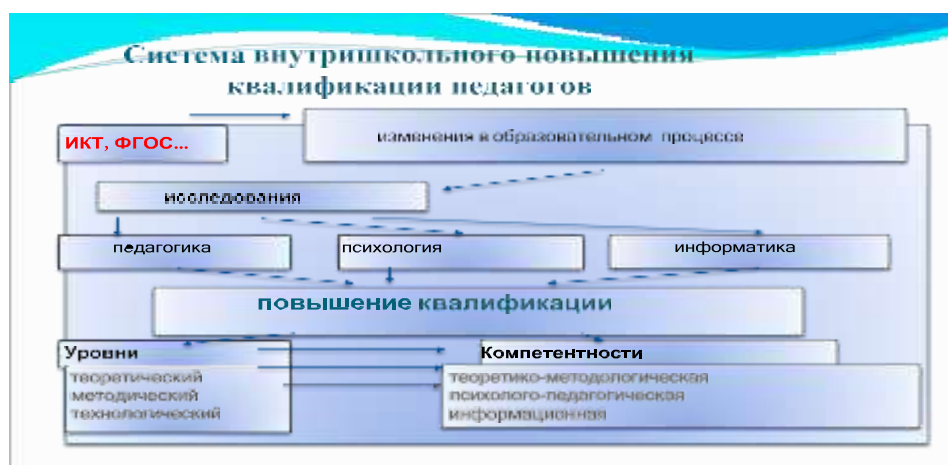 Система внутришкольного повышения
квалификации педагогов
ИКТ, ФГОС...
изменения в образовательном процессе
исследования
педагогика
психология
информатика
повышение квалификации
Уровни
теоретический
методический
технологический
Компетентности
теоретико-методологическая
психолого-педагогическая
информационная